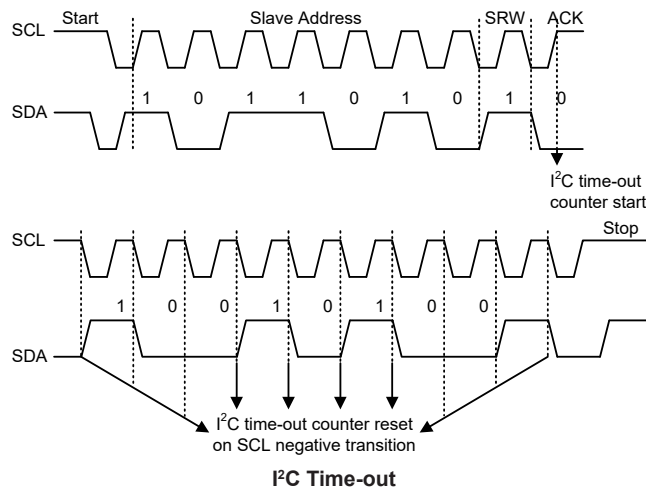 Start Slave Address SRW ACK
SCL
1 0 1 1 0 1 0 1 0
SDA
I²C time-out
counter start
Stop
SCL
1 0 0 1 0 1 0 0
SDA
I²C time-out counter reset
on SCL negative transition
I²C Time-out